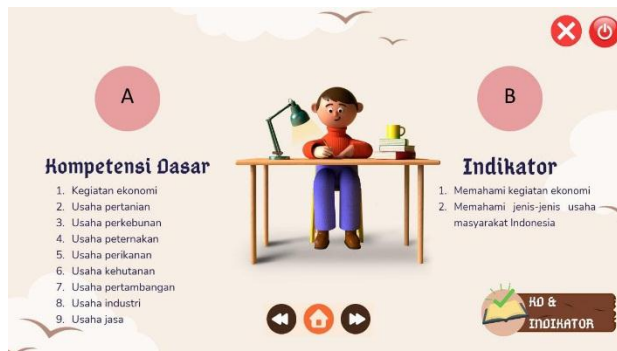 A
Kompetensi Dasar
1. Kegiatan ekonomi
2. Usaha pertanian
3. Usaha perkebunan
4. Usaha peternakan
5. Usaha perikanan
6. Usaha kehutanan
7. Usaha pertambangan
8. Usaha industri
9. Usaha jasa
B
Indikator
1. Memahami kegiatan ekonomi
2. Memahami jenis-jenis usaha
masyarakat Indonesia
KD &
INDIKATOR